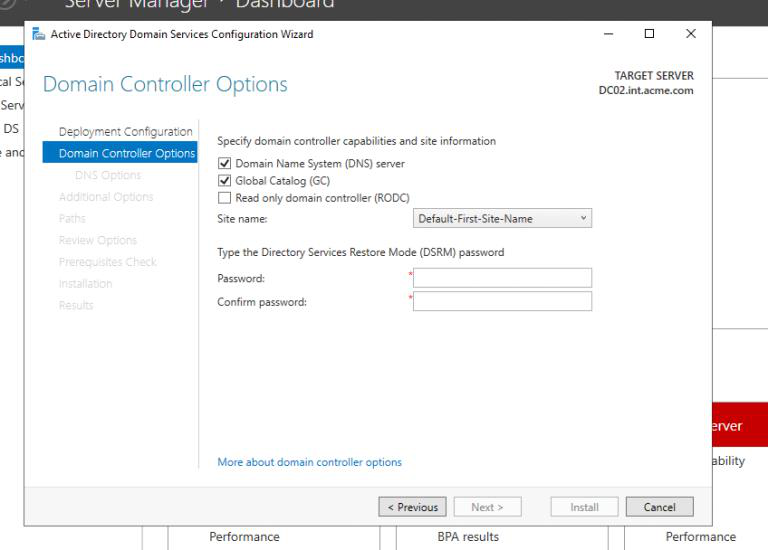 Server Manager • Dashboard
Active Directory Domain Services Configuration Wizard
Domain Controller Options
TARGET SERVER
DC02.int.acme.com
Deployment Configuration
Domain Controller Options
DNS Options
Additional Options
Paths
Review Options
Prerequisites Check
Installation
Results
Specify domain controller capabilities and site information
Domain Name System (DNS) server
Global Catalog (GC)
Read only domain controller (RODC)
Site name:
Default-First-Site-Name
Type the Directory Services Restore Mode (DSRM) password
Password:
*
Confirm password:
*
More about domain controller options
< Previous
Next >
Install
Cancel
DS
erver
ability
Performance
BPA results
Performance